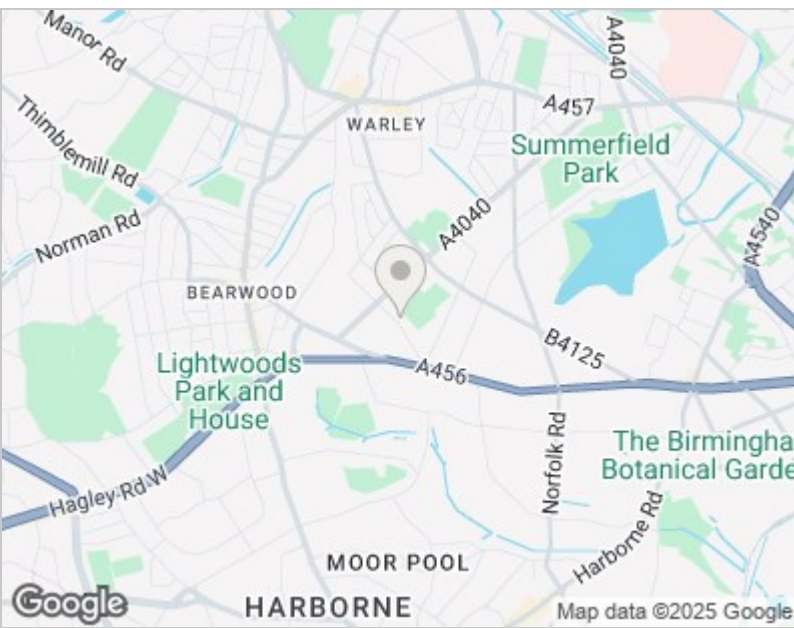 Manor Rd
A4040
A457
WARLEY
Thimblemill Rd
Summerfield
Park
Norman Rd
A4040
A4540
BEARWOOD
B4125
Lightwoods
Park and
House
A456
Norfolk Rd
The Birmingha
Botanical Garde
Hagley Rd W
Harborne Rd
MOOR POOL
HARBORNE
Google
Map data ©2025 Google